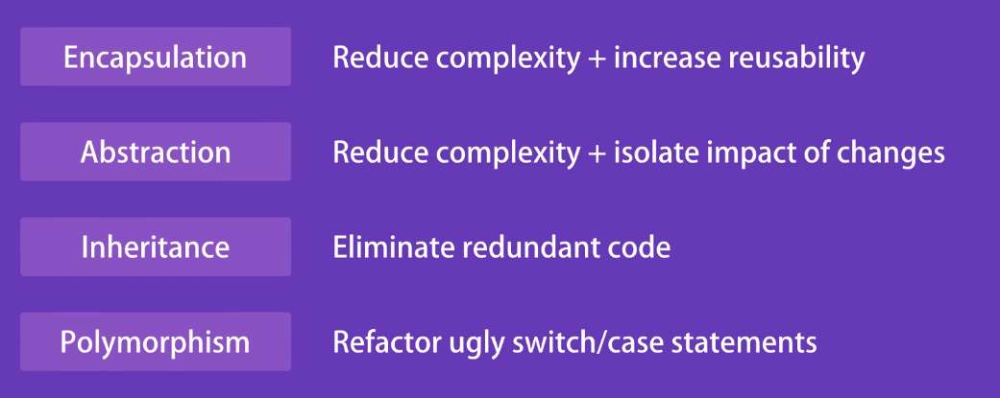 Encapsulation Reduce complexity + increase reusability
Abstraction Reduce complexity + isolate impact of changes
Inheritance Eliminate redundant code
Polymorphism Refactor ugly switch/case statements